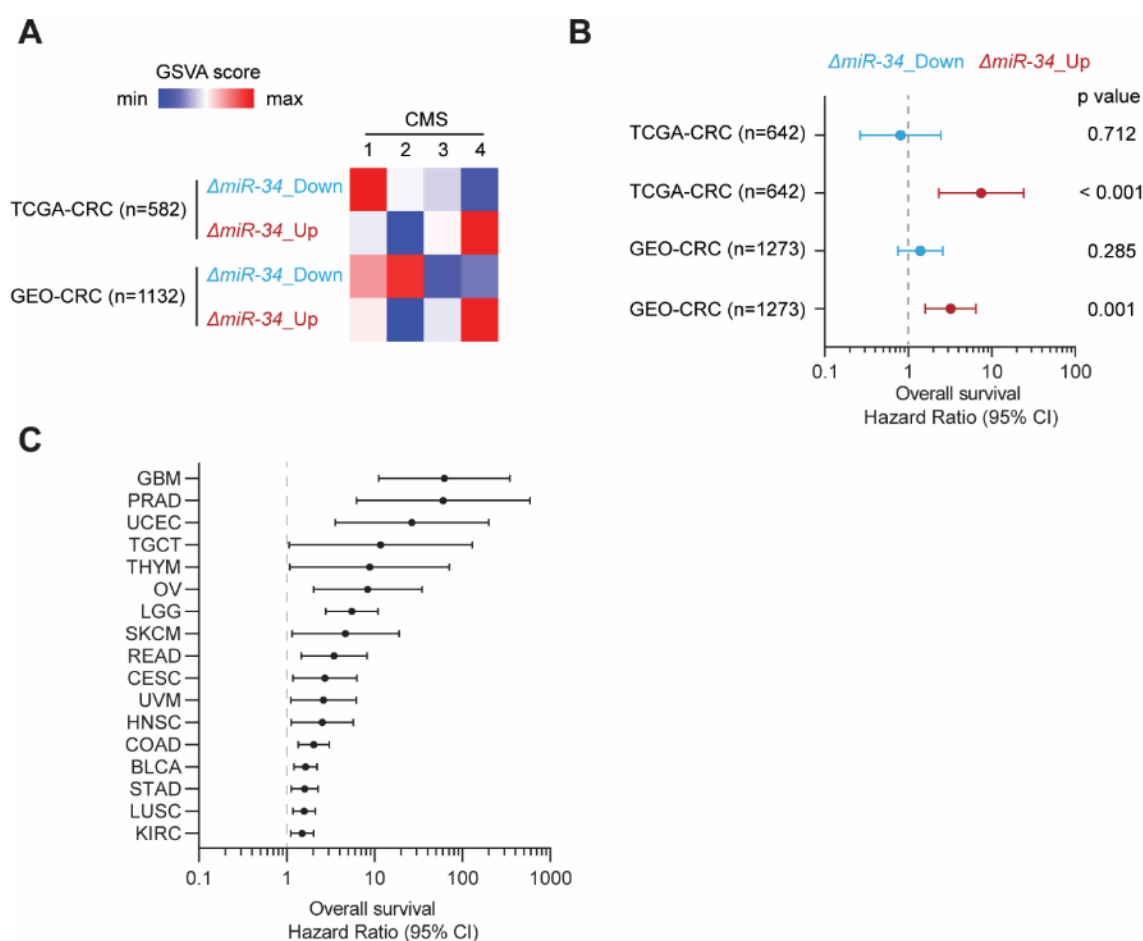 A
GSVA score
min max
CMS
1 2 3 4
TCGA-CRC (n=582)
ΔmiR-34_Down
ΔmiR-34_Up
GEO-CRC (n=1132)
ΔmiR-34_Down
ΔmiR-34_Up
B
ΔmiR-34_Down ΔmiR-34_Up
p value
TCGA-CRC (n=642) 0.712
TCGA-CRC (n=642) < 0.001
GEO-CRC (n=1273) 0.285
GEO-CRC (n=1273) 0.001
0.1 1 10 100
Overall survival
Hazard Ratio (95% CI)
C
GBM
PRAD
UCEC
TGCT
THYM
OV
LGG
SKCM
READ
CESC
UVM
HNSC
COAD
BLCA
STAD
LUSC
KIRC
0.1 1 10 100 1000
Overall survival
Hazard Ratio (95% CI)